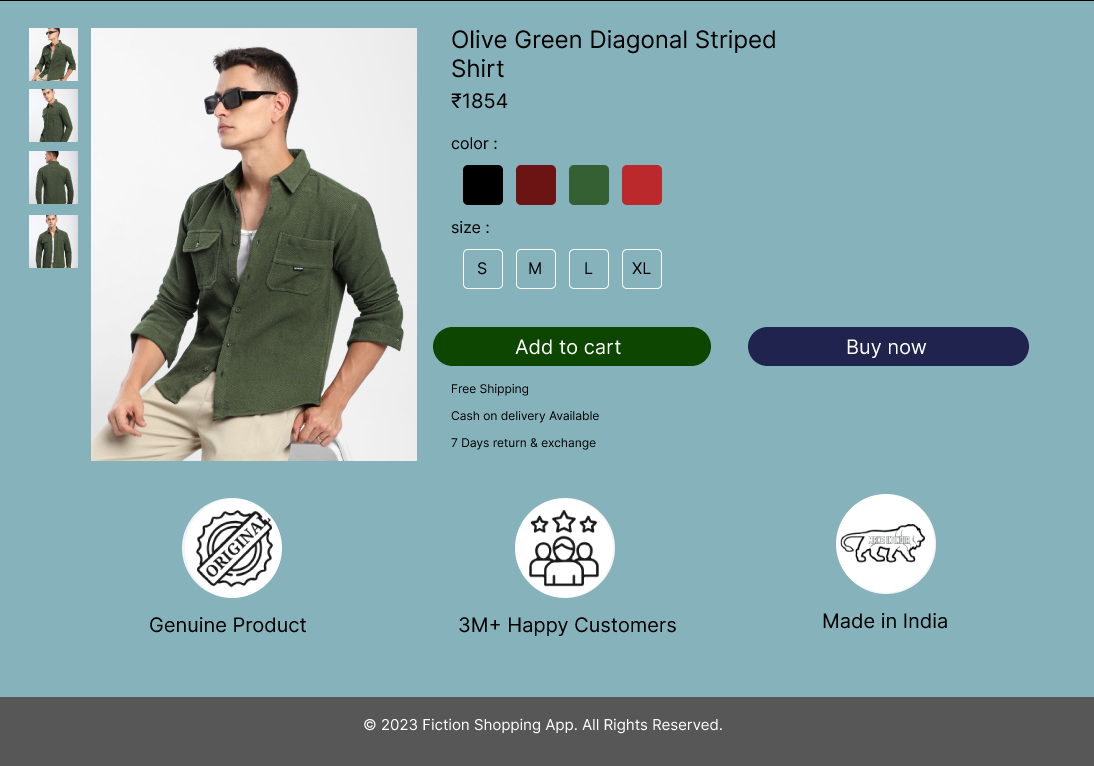 Olive Green Diagonal Striped
Shirt
₹1854
color :
size :
S M L XL
Add to cart
Buy now
Free Shipping
Cash on delivery Available
7 Days return & exchange
ORIGINAL
Genuine Product
3M+ Happy Customers
Made in India
© 2023 Fiction Shopping App. All Rights Reserved.